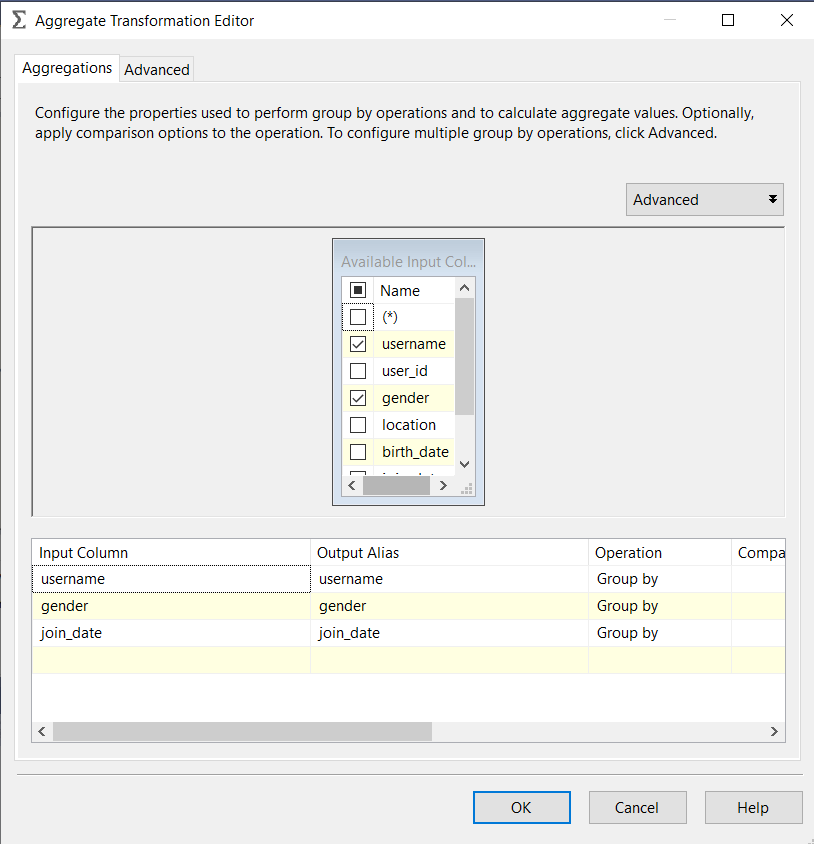 Aggregate Transformation Editor
Aggregations Advanced
Configure the properties used to perform group by operations and to calculate aggregate values. Optionally,
apply comparison options to the operation. To configure multiple group by operations, click Advanced.
Advanced
Available Input Col...
Name
(*)
username
user_id
gender
location
birth_date
Input Column Output Alias Operation Compa
username username Group by
gender gender Group by
join_date join_date Group by
OK Cancel Help